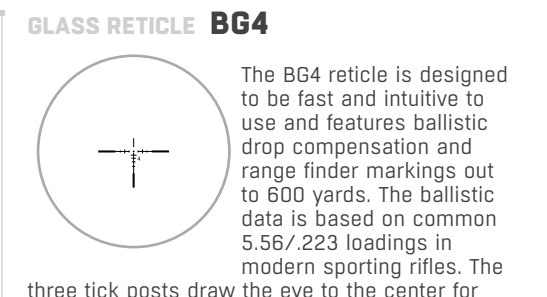 GLASS RETICLE BG4
The BG4 reticle is designed
to be fast and intuitive to
use and features ballistic
drop compensation and
range finder markings out
to 600 yards. The ballistic
data is based on common
5.56/.223 loadings in
modern sporting rifles. The
three tick posts draw the eye to the center for
4